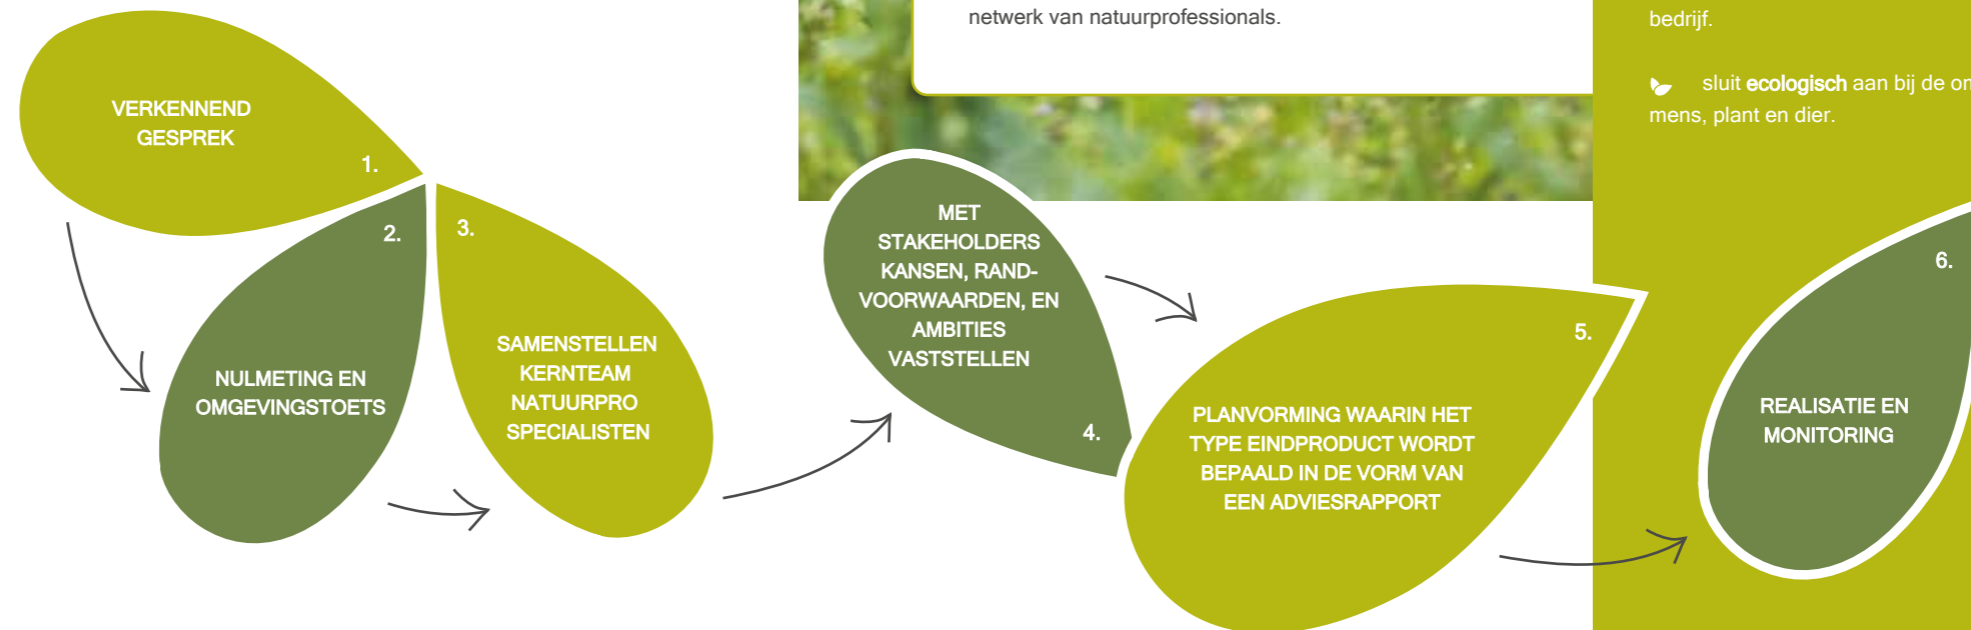 netwerk van natuurprofessionals.
bedrijf.
sluit ecologisch aan bij de
mens, plant en dier.
VERKENNEND
GESPREK
1.
2.
NULMETING EN
OMGEVINGSTOETS
3.
SAMENSTELLEN
KERNTEAM
NATUURPRO
SPECIALISTEN
MET
STAKEHOLDERS
KANSEN, RAND-
VOORWAARDEN, EN
AMBITIES
VASTSTELLEN
4.
5.
PLANVORMING WAARIN HET
TYPE EINDPRODUCT WORDT
BEPAALD IN DE VORM VAN
EEN ADVIESRAPPORT
6.
REALISATIE EN
MONITORING